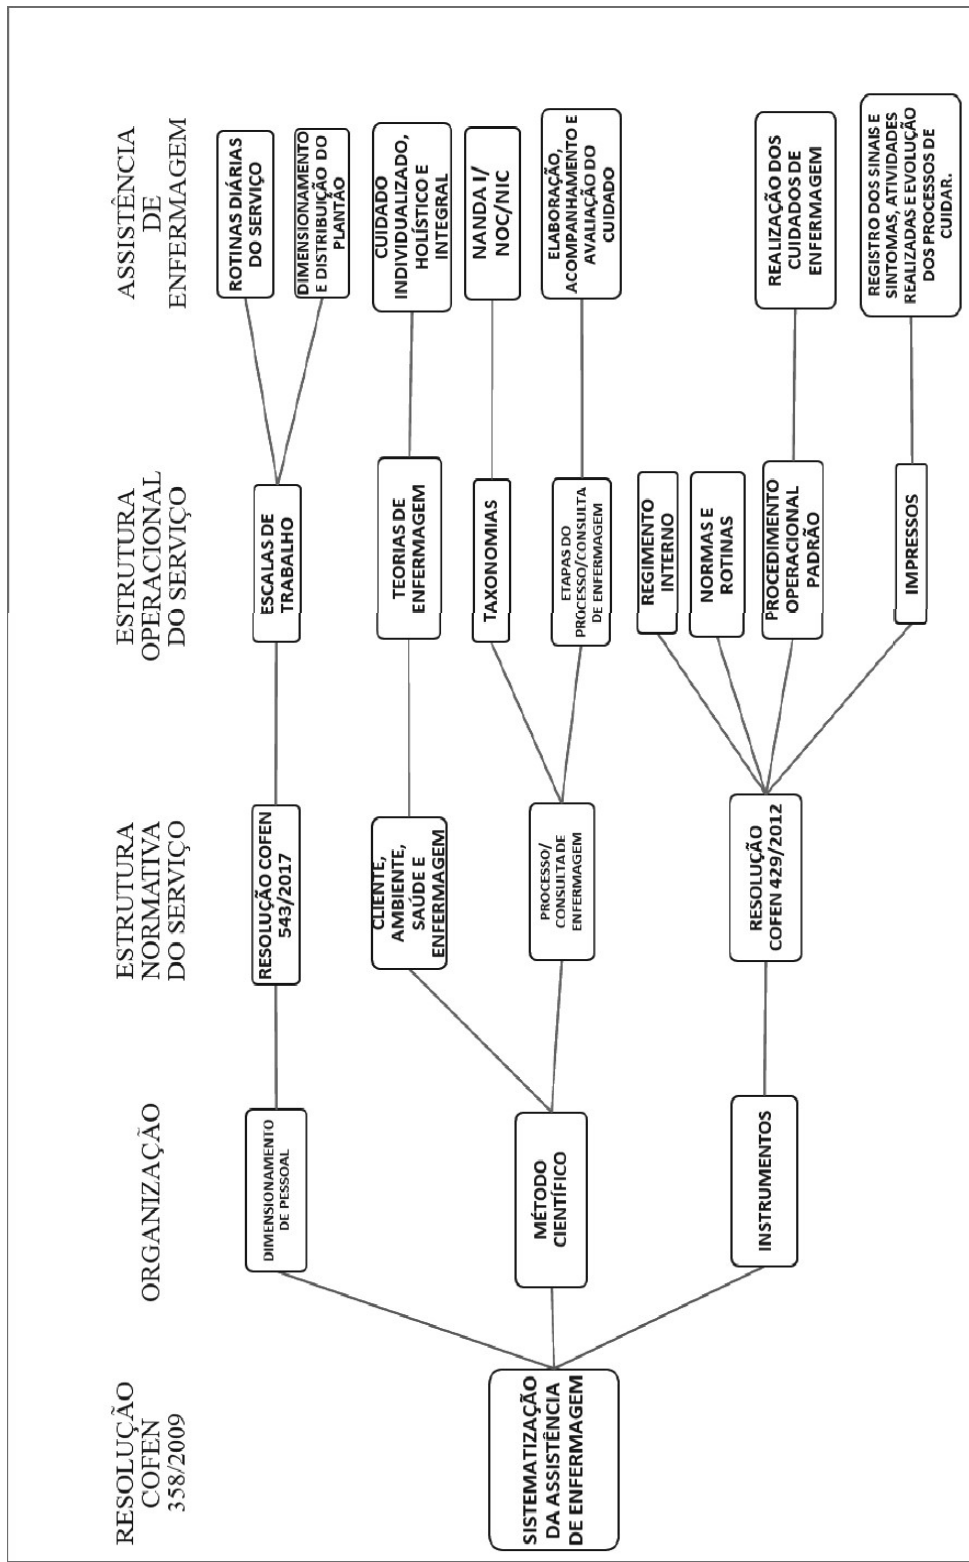 RESOLUÇÃO
COFEN
358/2009
ORGANIZAÇÃO
ESTRUTURA
NORMATIVA
DO SERVIÇO
ESTRUTURA
OPERACIONAL
DO SERVIÇO
ASSISTÊNCIA
DE
ENFERMAGEM
SISTEMATIZAÇÃO
DA ASSISTÊNCIA
DE ENFERMAGEM
DIMENSIONAMENTO
DE PESSOAL
MÉTODO
CIENTÍFICO
INSTRUMENTOS
RESOLUÇÃO COFEN
543/2017
CLIENTE,
AMBIENTE,
SAÚDE E
ENFERMAGEM
PROCESSO/
CONSULTA DE
ENFERMAGEM
RESOLUÇÃO
COFEN 429/2012
ESCALAS DE
TRABALHO
TEORIAS DE
ENFERMAGEM
TAXONOMIAS
ETAPAS DO
PROCESSO/CONSULTA
DE ENFERMAGEM
REGIMENTO
INTERNO
NORMAS E
ROTINAS
PROCEDIMENTO
OPERACIONAL
PADRÃO
IMPRESSOS
ROTINAS DIÁRIAS
DO SERVIÇO
DIMENSIONAMENTO
E DISTRIBUIÇÃO DO
PLANTÃO
CUIDADO
INDIVIDUALIZADO,
HOLÍSTICO E
INTEGRAL
NANDA I/
NOC/NIC
ELABORAÇÃO,
ACOMPANHAMENTO E
AVALIAÇÃO DO
CUIDADO
REALIZAÇÃO DOS
CUIDADOS DE
ENFERMAGEM
REGISTRO DOS SINAIS E
SINTOMAS, ATIVIDADES
REALIZADAS E EVOLUÇÃO
DOS PROCESSOS DE
CUIDAR.